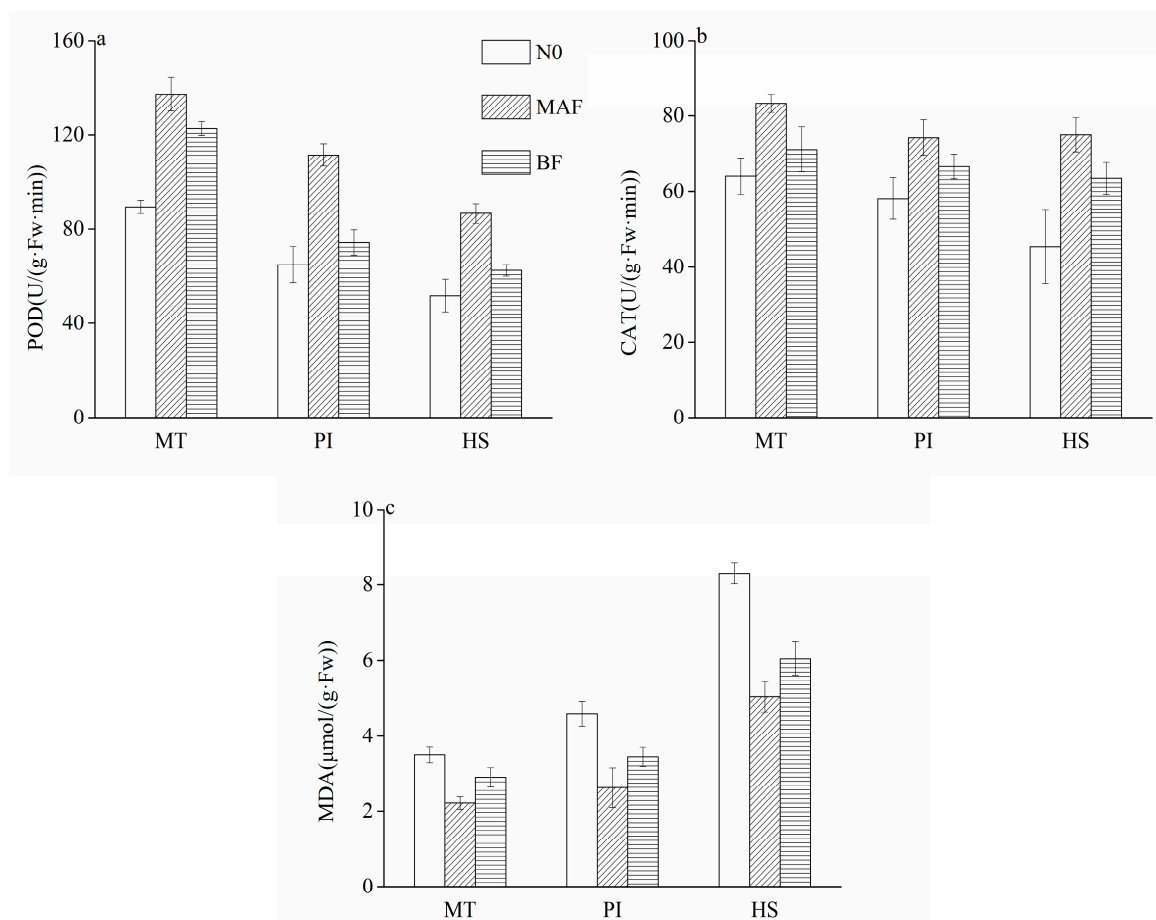 a
160
120
80
40
0
POD(U/(g·Fw·min))
MT PI HS
N0
MAF
BF
b
100
80
60
40
20
0
CAT(U/(g·Fw·min))
MT PI HS
c
10
8
6
4
2
0
MDA(μmol/(g·Fw))
MT PI HS